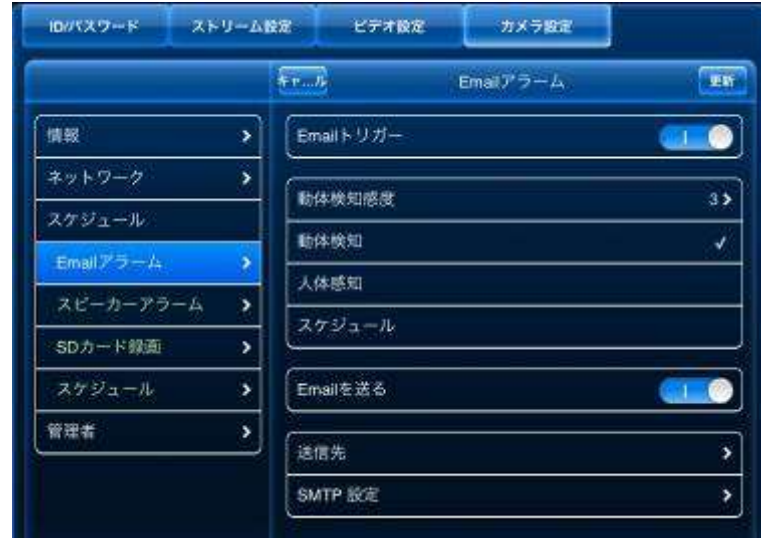 ID/パスワード
ストリーム設定
ビデオ設定
カメラ設定
キャ...ル
Emailアラーム
更新
情報
ネットワーク
スケジュール
Emailアラーム
スピーカーアラーム
SDカード録画
スケジュール
管理者
Emailトリガー
動体検知感度 3
動体検知
人体感知
スケジュール
Emailを送る
送信先
SMTP 設定